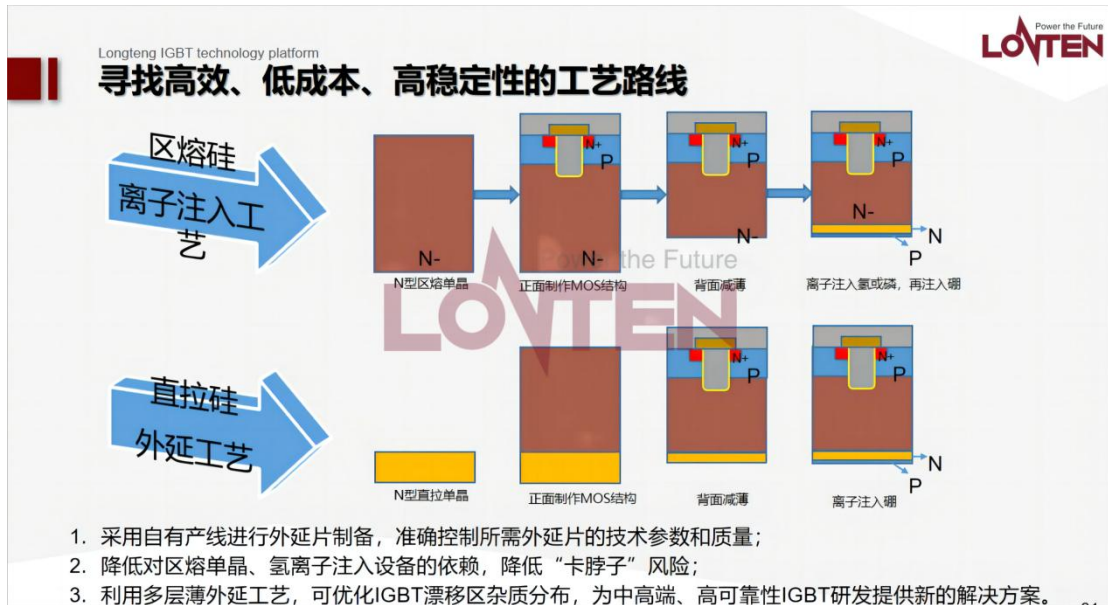 Longteng IGBT technology platform
寻找高效、低成本、高稳定性的工艺路线
Power the Future
LONTEN
区熔硅
离子注入工
艺
N+
P
N+
P
N+
P
N-
N-
N-
N-
N
P
N型区熔单晶
正面制作MOS结构
背面减薄
离子注入氢或磷，再注入硼
Power the Future
LONTEN
直拉硅
外延工艺
N+
P
N+
P
N
P
N型直拉单晶
正面制作MOS结构
背面减薄
离子注入硼
1. 采用自有产线进行外延片制备，准确控制所需外延片的技术参数和质量；
2. 降低对区熔单晶、氢离子注入设备的依赖，降低“卡脖子”风险；
3. 利用多层薄外延工艺，可优化IGBT漂移区杂质分布，为中高端、高可靠性IGBT研发提供新的解决方案。